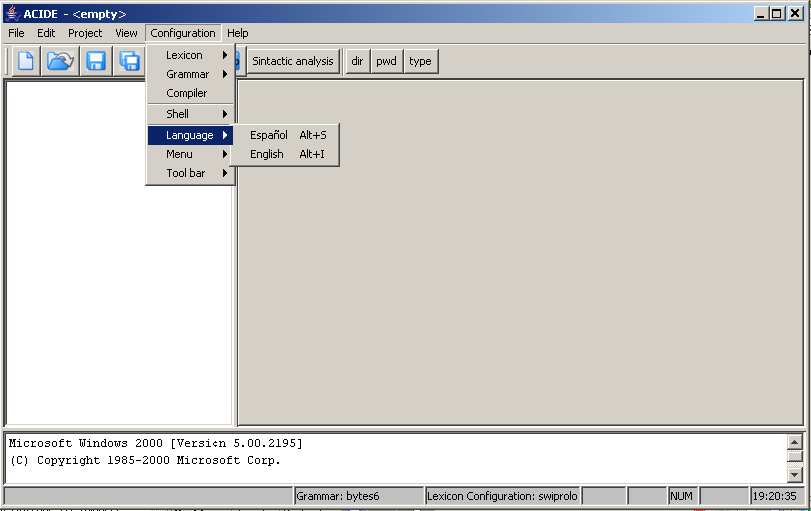 ACIDE - <empty>
File Edit Project View Configuration Help
Sintactic analysis dir pwd type
Lexicon
Grammar
Compiler
Shell
Language
Menu
Tool bar
Español Alt+S
English Alt+I
Microsoft Windows 2000 [Versi¢n 5.00.2195]
(C) Copyright 1985-2000 Microsoft Corp.
Grammar: bytes6 Lexicon Configuration: swiprolo NUM 19:20:35